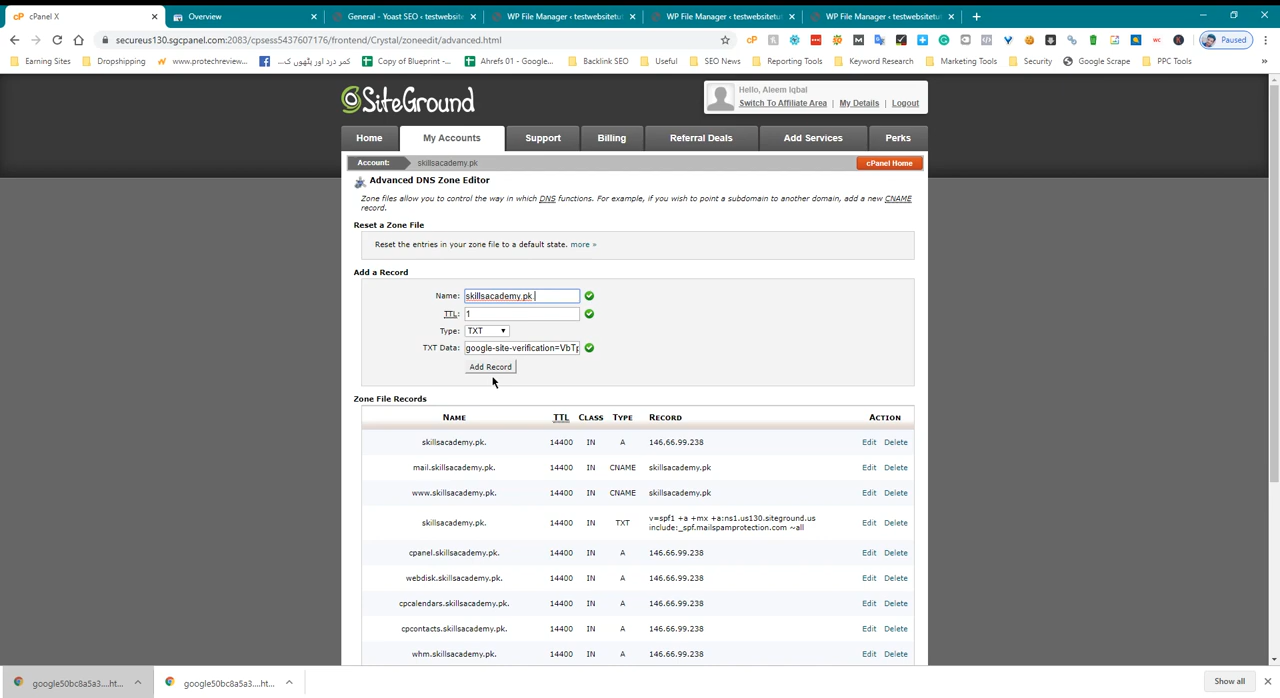 cP cPanel X
Overview
General - Yoast SEO ‹ testwebsite
WP File Manager ‹ testwebsitetu
WP File Manager ‹ testwebsitetu
WP File Manager ‹ testwebsitetu
secureus130.sgcpanel.com:2083/cpsess5437607176/frontend/Crystal/zoneedit/advanced.html
Paused
Earning Sites
Dropshipping
www.protechreview...
کمر درد اور پٹھوں ک...
Copy of Blueprint -...
Ahrefs 01 - Google...
Backlink SEO
Useful
SEO News
Reporting Tools
Keyword Research
Marketing Tools
Security
Google Scrape
PPC Tools
»
SiteGround
Hello, Aleem Iqbal
Switch To Affiliate Area | My Details | Logout
Home
My Accounts
Support
Billing
Referral Deals
Add Services
Perks
Account: skillsacademy.pk
cPanel Home
Advanced DNS Zone Editor
Zone files allow you to control the way in which DNS functions. For example, if you wish to point a subdomain to another domain, add a new CNAME
record.
Reset a Zone File
Reset the entries in your zone file to a default state. more »
Add a Record
Name: skillsacademy.pk.
TTL: 1
Type: TXT
TXT Data: google-site-verification=VbTp
Add Record
Zone File Records
NAME TTL CLASS TYPE RECORD ACTION
skillsacademy.pk. 14400 IN A 146.66.99.238 Edit Delete
mail.skillsacademy.pk. 14400 IN CNAME skillsacademy.pk Edit Delete
www.skillsacademy.pk. 14400 IN CNAME skillsacademy.pk Edit Delete
skillsacademy.pk. 14400 IN TXT v=spf1 +a +mx +a:ns1.us130.siteground.us Edit Delete
include:_spf.mailspamprotection.com ~all
cpanel.skillsacademy.pk. 14400 IN A 146.66.99.238 Edit Delete
webdisk.skillsacademy.pk. 14400 IN A 146.66.99.238 Edit Delete
cpcalendars.skillsacademy.pk. 14400 IN A 146.66.99.238 Edit Delete
cpcontacts.skillsacademy.pk. 14400 IN A 146.66.99.238 Edit Delete
whm.skillsacademy.pk. 14400 IN A 146.66.99.238 Edit Delete
google50bc8a5a3....ht...
google50bc8a5a3....ht...
Show all